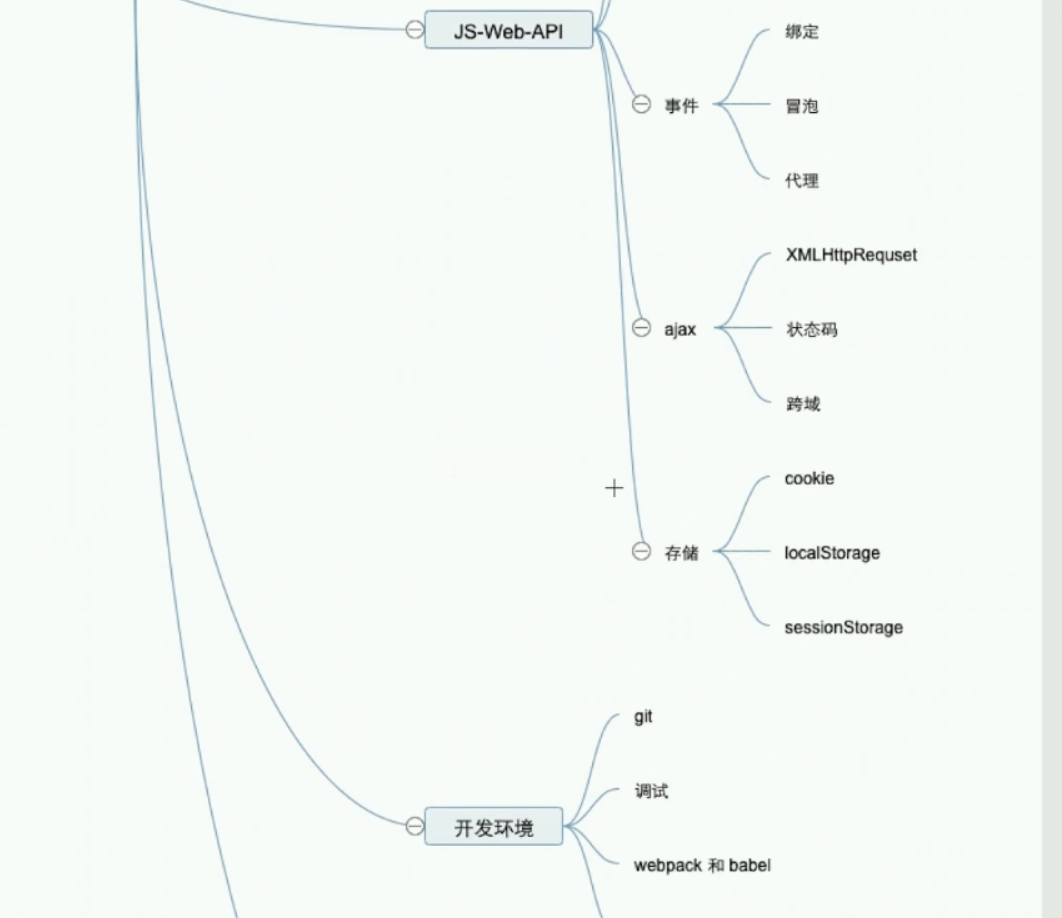 JS-Web-API
事件
绑定
冒泡
代理
ajax
XMLHttpRequset
状态码
跨域
存储
cookie
localStorage
sessionStorage
开发环境
git
调试
webpack 和 babel